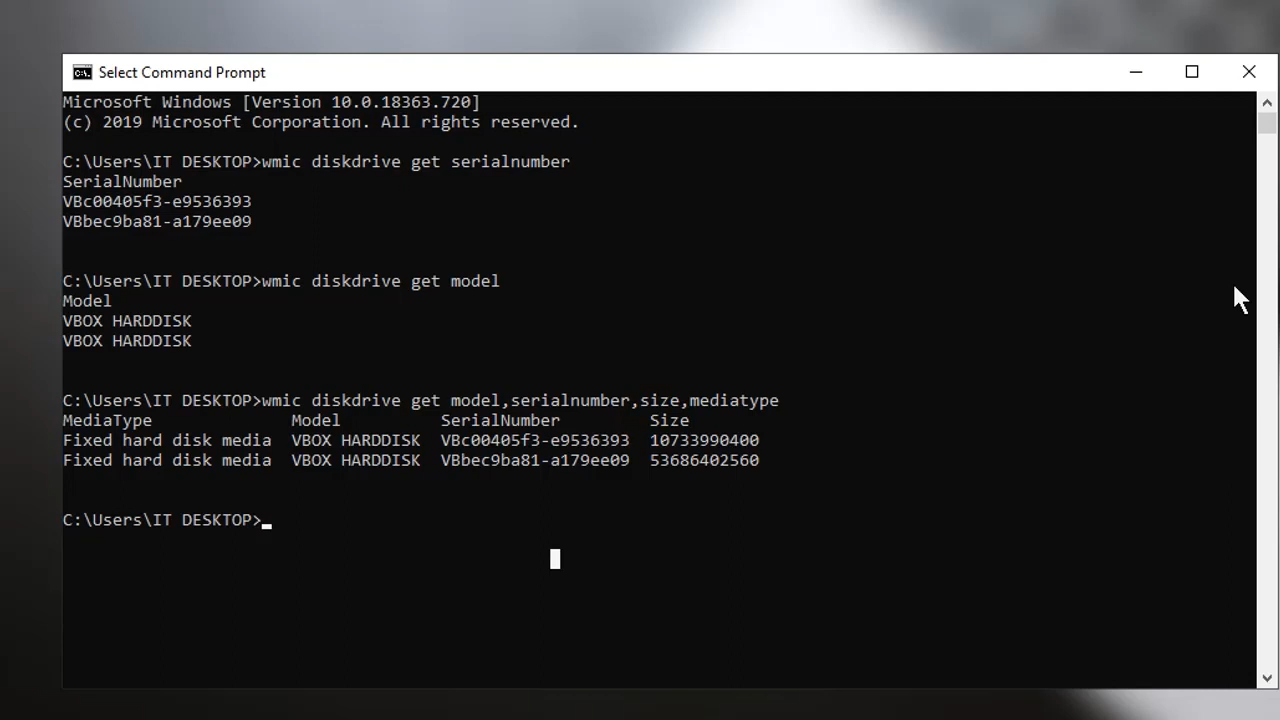 Select Command Prompt
Microsoft Windows [Version 10.0.18363.720]
(c) 2019 Microsoft Corporation. All rights reserved.
C:\Users\IT DESKTOP>wmic diskdrive get serialnumber
SerialNumber
VBc00405f3-e9536393
VBbec9ba81-a179ee09
C:\Users\IT DESKTOP>wmic diskdrive get model
Model
VBOX HARDDISK
VBOX HARDDISK
C:\Users\IT DESKTOP>wmic diskdrive get model,serialnumber,size,mediatype
MediaType Model SerialNumber Size
Fixed hard disk media VBOX HARDDISK VBc00405f3-e9536393 10733990400
Fixed hard disk media VBOX HARDDISK VBbec9ba81-a179ee09 53686402560
C:\Users\IT DESKTOP>